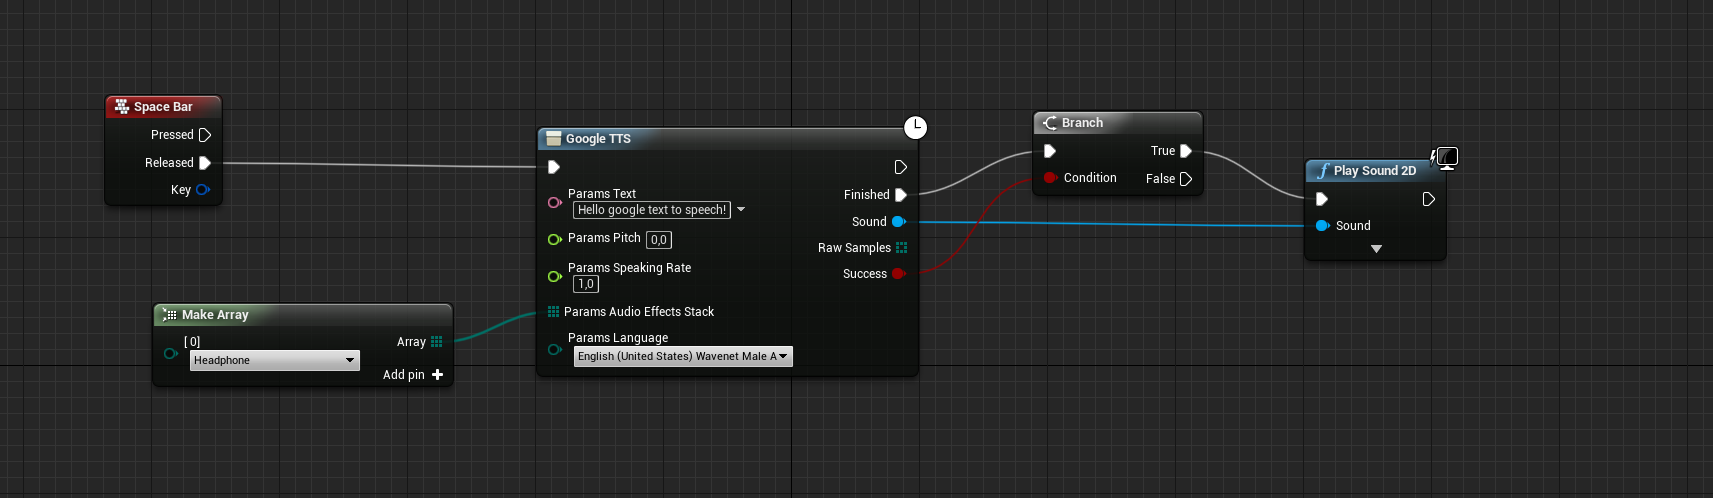 Space Bar
Pressed
Released
Key
Make Array
[ 0]
Headphone
Array
Add pin
Google TTS
Params Text
Hello google text to speech!
Params Pitch 0,0
Params Speaking Rate
1,0
Params Audio Effects Stack
Params Language
English (United States) Wavenet Male A
Finished
Sound
Raw Samples
Success
Branch
True
Condition
False
Play Sound 2D
Sound